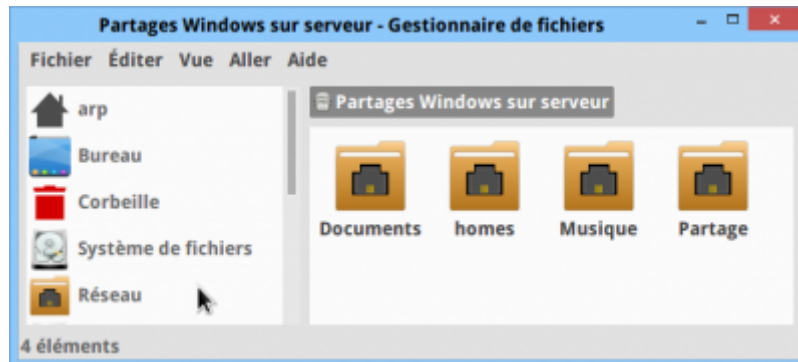 Partages Windows sur serveur - Gestionnaire de fichiers
Fichier Éditer Vue Aller Aide
arp
Bureau
Corbeille
Système de fichiers
Réseau
Partages Windows sur serveur
Documents homes Musique Partage
4 éléments